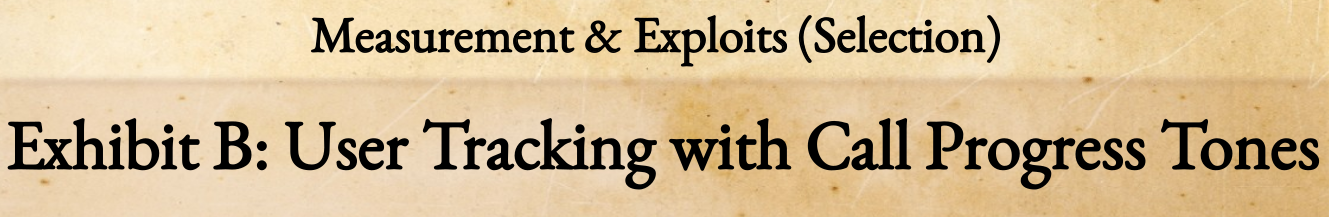 Measurement & Exploits (Selection)
Exhibit B: User Tracking with Call Progress Tones